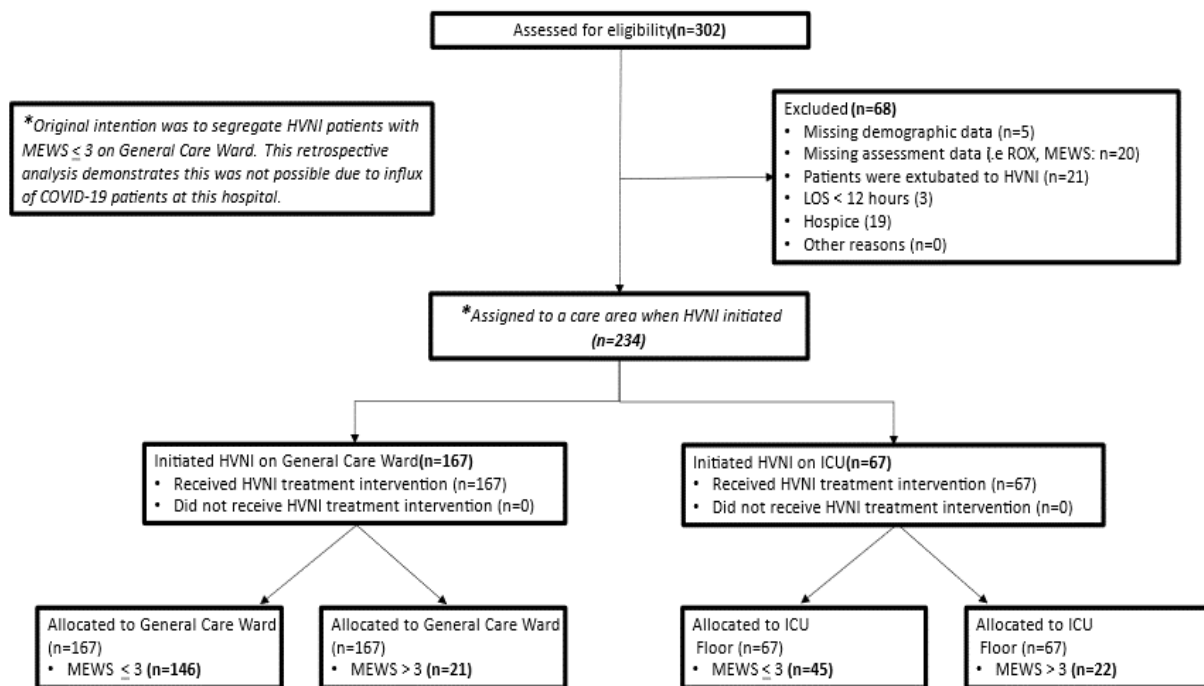 Assessed for eligibility(n=302)
*Original intention was to segregate HVNI patients with
MEWS ≤ 3 on General Care Ward. This retrospective
analysis demonstrates this was not possible due to influx
of COVID-19 patients at this hospital.
Excluded (n=68)
• Missing demographic data (n=5)
• Missing assessment data (i.e ROX, MEWS: n=20)
• Patients were extubated to HVNI (n=21)
• LOS < 12 hours (3)
• Hospice (19)
• Other reasons (n=0)
*Assigned to a care area when HVNI initiated
(n=234)
Initiated HVNI on General Care Ward(n=167)
• Received HVNI treatment intervention (n=167)
• Did not receive HVNI treatment intervention (n=0)
Initiated HVNI on ICU(n=67)
• Received HVNI treatment intervention (n=67)
• Did not receive HVNI treatment intervention (n=0)
Allocated to General Care Ward
(n=167)
• MEWS ≤ 3 (n=146)
Allocated to General Care Ward
(n=167)
• MEWS > 3 (n=21)
Allocated to ICU
Floor (n=67)
• MEWS ≤ 3 (n=45)
Allocated to ICU
Floor (n=67)
• MEWS > 3 (n=22)